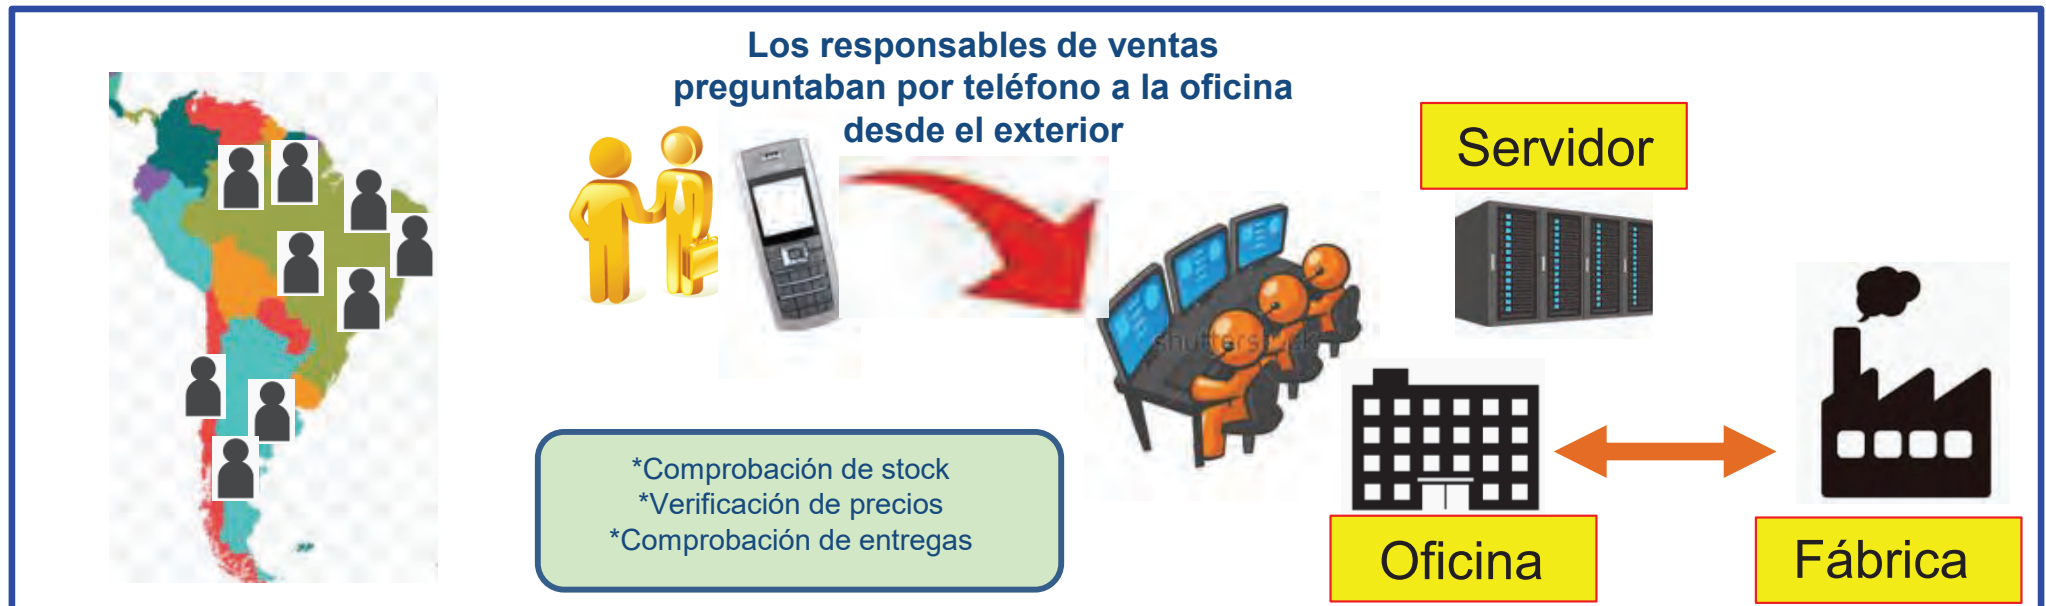 Los responsables de ventas
preguntaban por teléfono a la oficina
desde el exterior
Servidor
shutterstock
*Comprobación de stock
*Verificación de precios
*Comprobación de entregas
Oficina
Fábrica